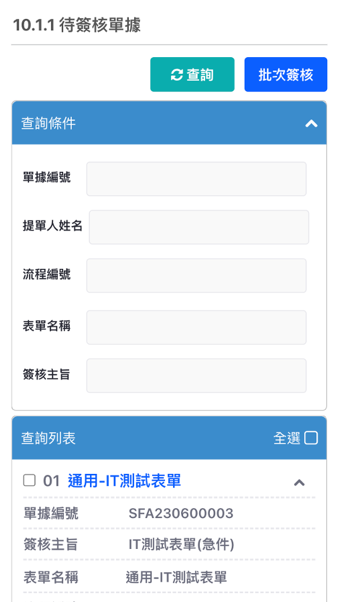 10.1.1 待簽核單據
查詢 批次簽核
查詢條件
單據編號
提單人姓名
流程編號
表單名稱
簽核主旨
查詢列表 全選
01 通用-IT測試表單
單據編號 SFA230600003
簽核主旨 IT測試表單(急件)
表單名稱 通用-IT測試表單